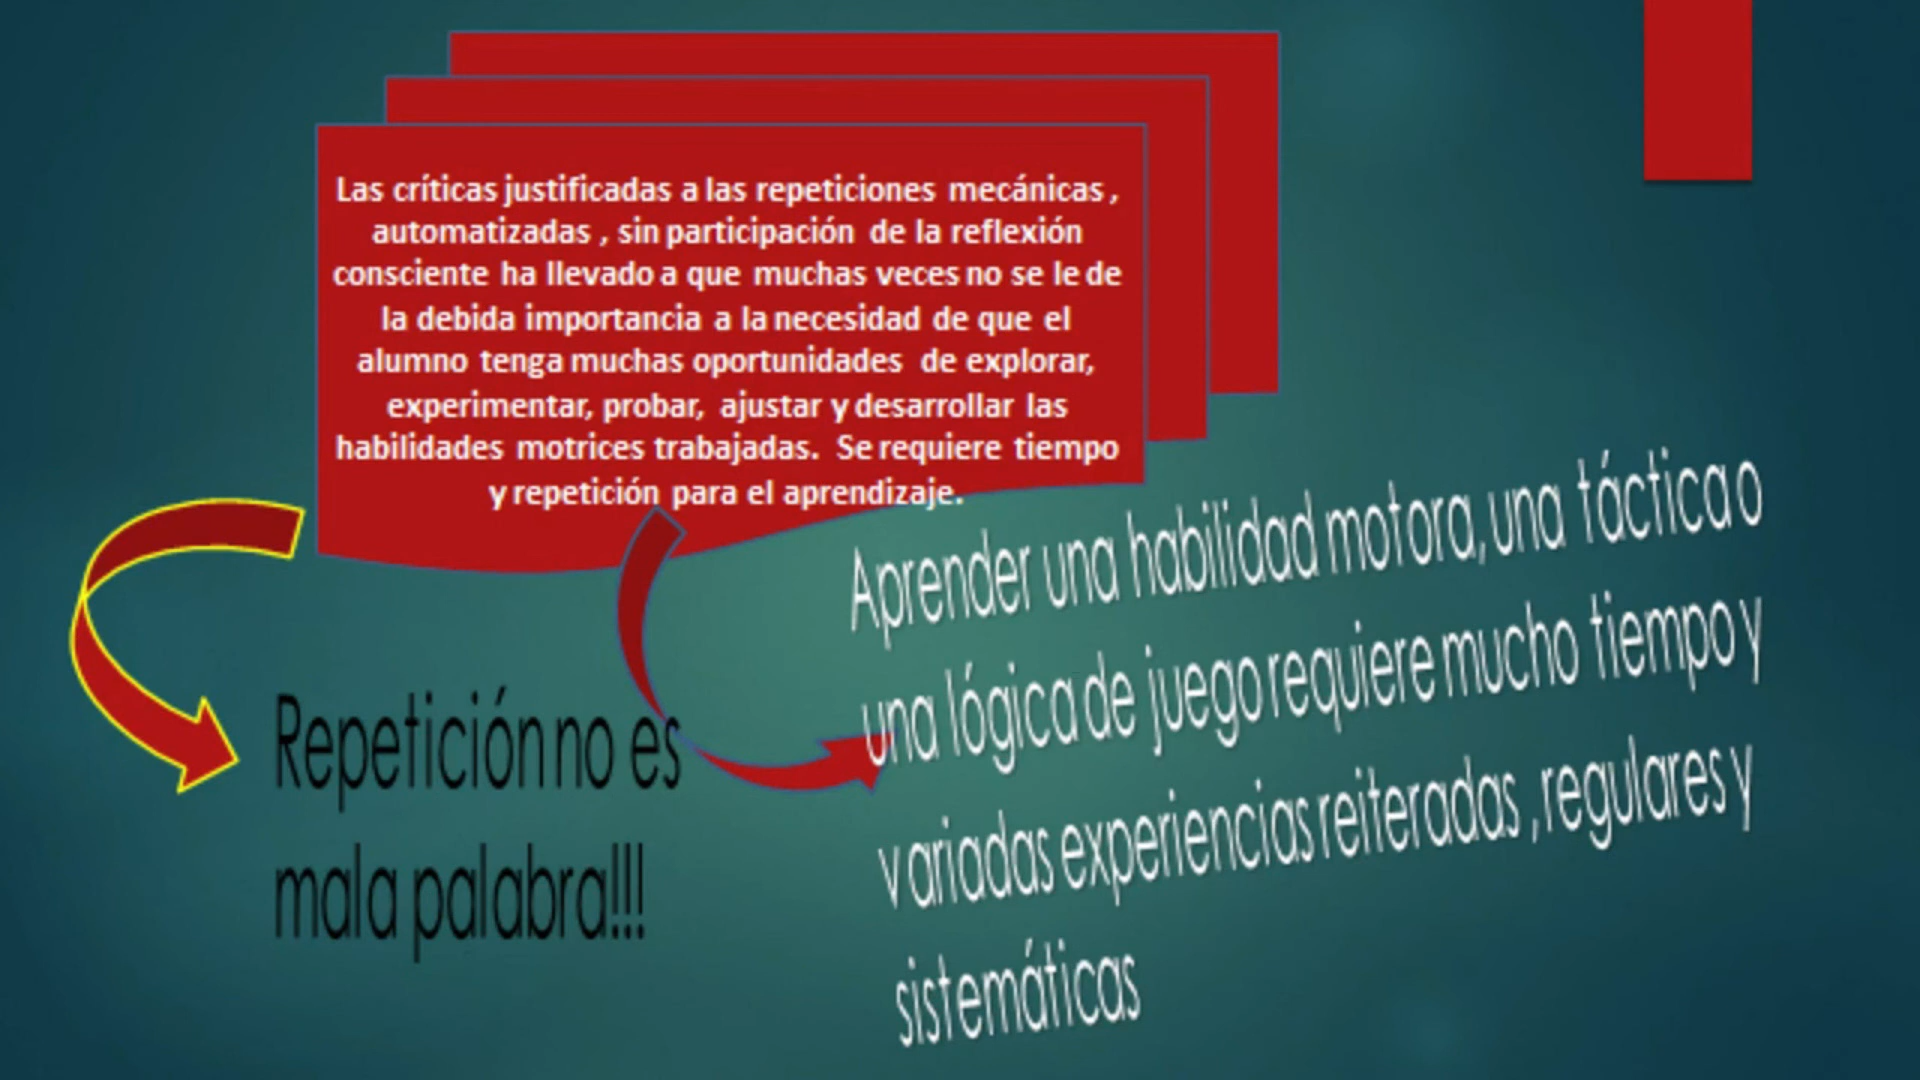 Las críticas justificadas a las repeticiones mecánicas ,
automatizadas , sin participación de la reflexión
consciente ha llevado a que muchas veces no se le de
la debida importancia a la necesidad de que el
alumno tenga muchas oportunidades de explorar,
experimentar, probar, ajustar y desarrollar las
habilidades motrices trabajadas. Se requiere tiempo
y repetición para el aprendizaje.
Repetición no es
mala palabra!!!
Aprender una habilidad motora, una táctica o
una lógica de juego requiere mucho tiempo y
variadas experiencias reiteradas , regulares y
sistemáticas